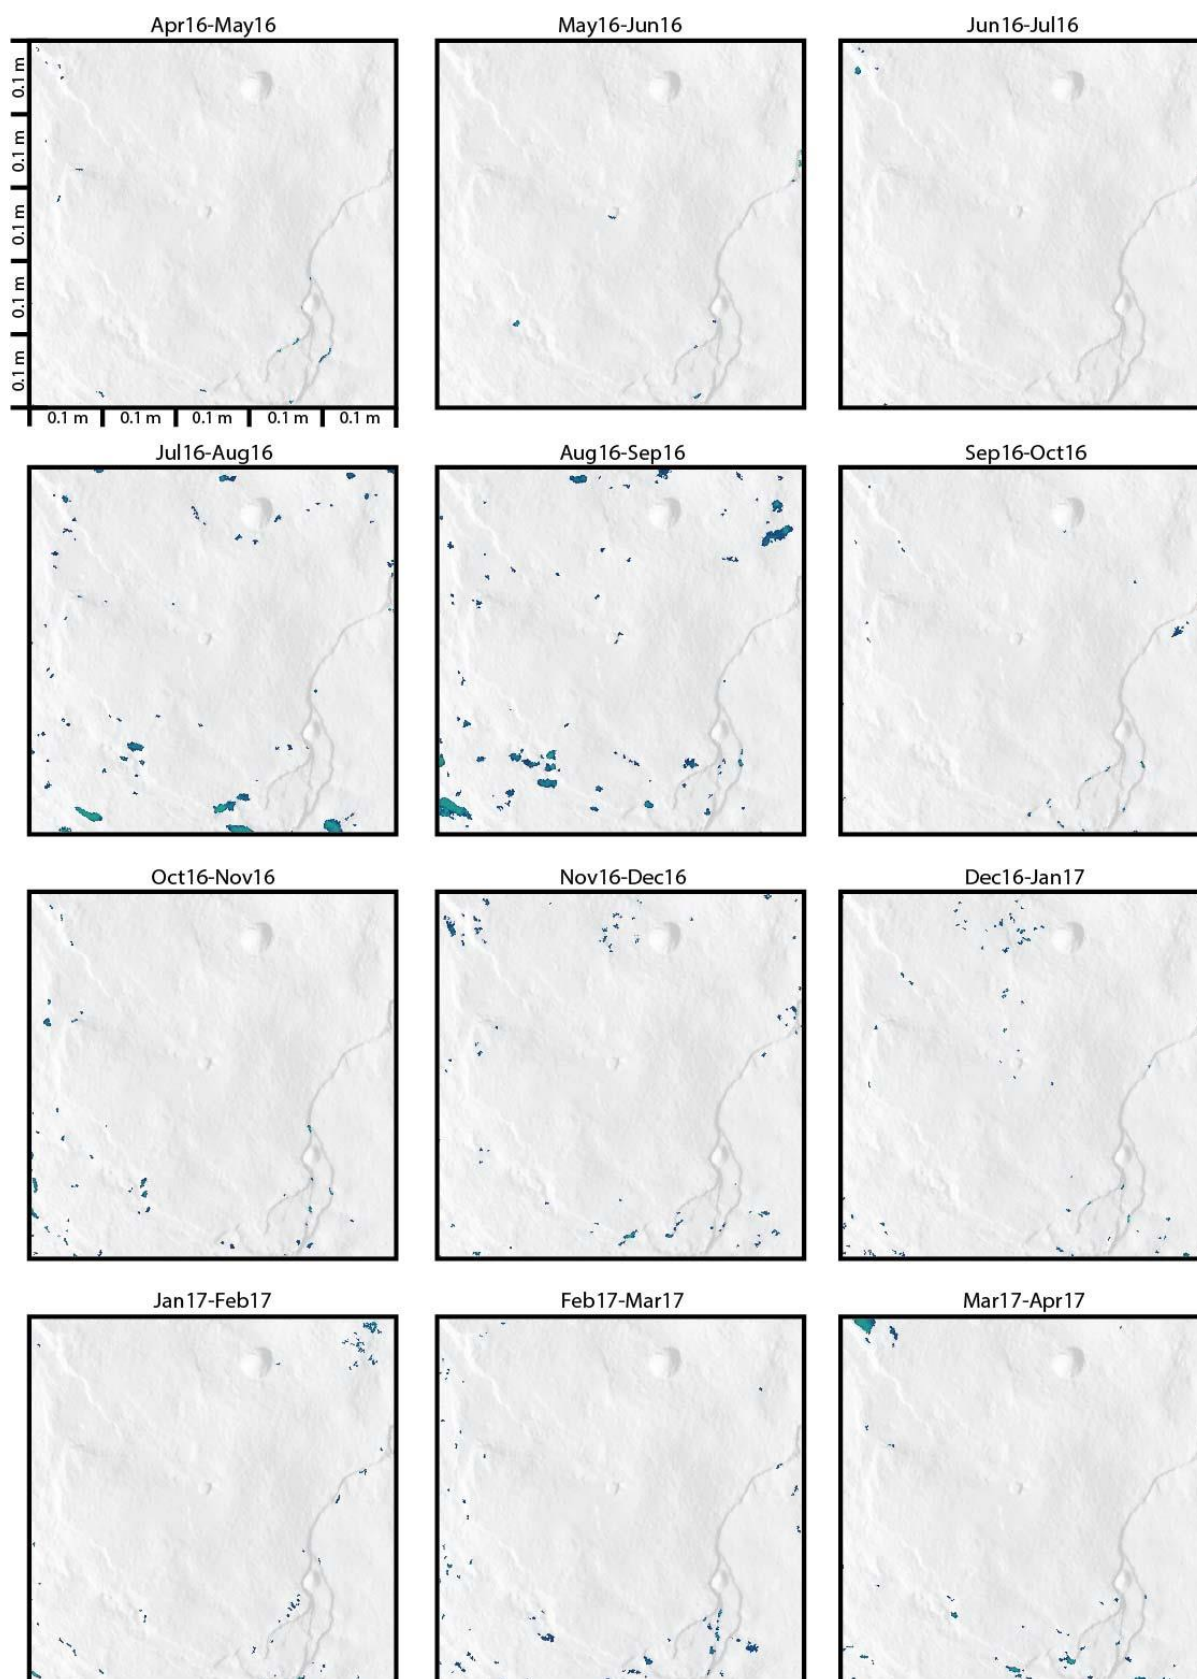 Apr16-May16
May16-Jun16
Jun16-Jul16
0.1 m
0.1 m
0.1 m
0.1 m
0.1 m
0.1 m
0.1 m
0.1 m
0.1 m
0.1 m
Jul16-Aug16
Aug16-Sep16
Sep16-Oct16
Oct16-Nov16
Nov16-Dec16
Dec16-Jan17
Jan17-Feb17
Feb17-Mar17
Mar17-Apr17